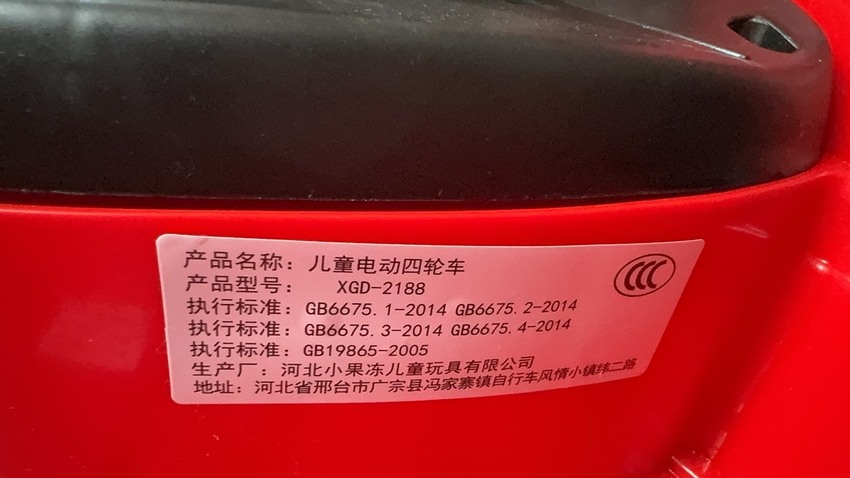 产品名称：儿童电动四轮车
产品型号： XGD-2188
执行标准：GB6675.1-2014 GB6675.2-2014
执行标准：GB6675.3-2014 GB6675.4-2014
执行标准：GB19865-2005
生产厂：河北小果冻儿童玩具有限公司
地址：河北省邢台市广宗县冯家寨镇自行车风情小镇纬二路
CCC